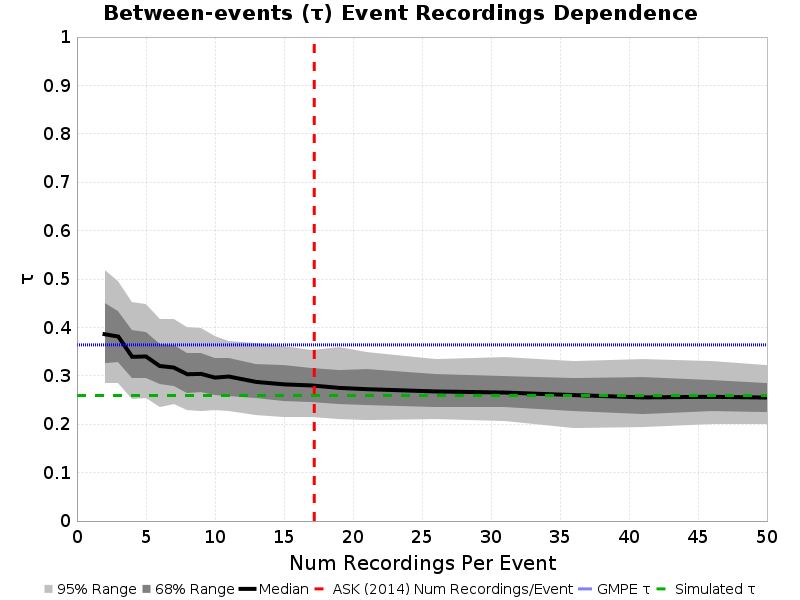 Between-events (τ) Event Recordings Dependence
1
0.9
0.8
0.7
0.6
0.5
0.4
0.3
0.2
0.1
0
τ
0 5 10 15 20 25 30 35 40 45 50
Num Recordings Per Event
95% Range 68% Range Median ASK (2014) Num Recordings/Event GMPE τ Simulated τ